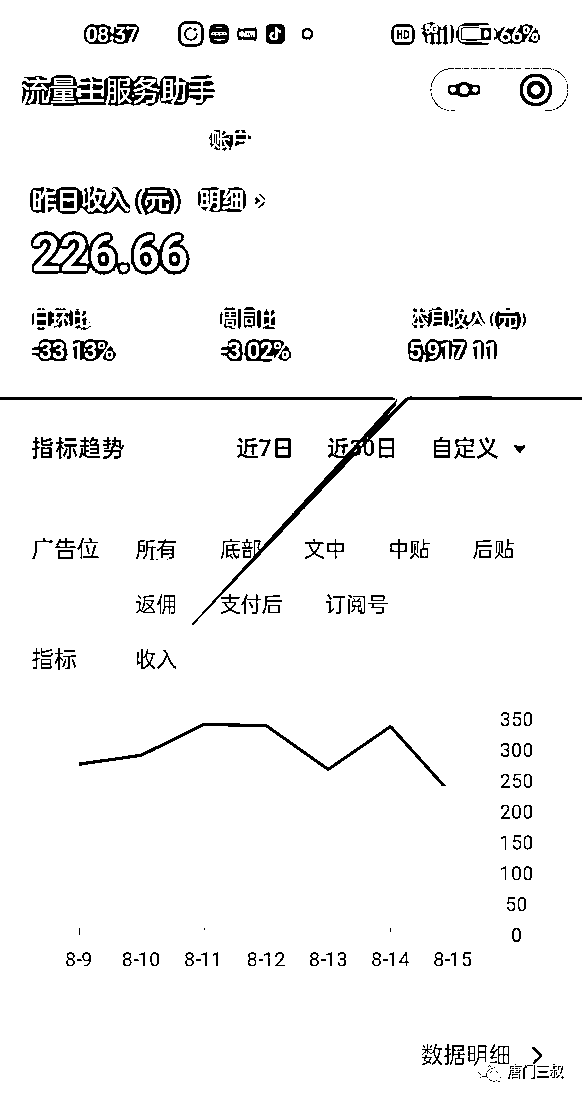 08:37 HD 66%
流量主服务助手
账户
昨日收入 (元) 明细 >
226.66
日环比 周同比 本月收入 (元)
-33.13% -3.02% 5,917.11
指标趋势 近7日 近30日 自定义
广告位 所有 底部 文中 中贴 后贴
返佣 支付后 订阅号
指标 收入
350
300
250
200
150
100
50
0
8-9 8-10 8-11 8-12 8-13 8-14 8-15
数据明细 >
唐门三叔